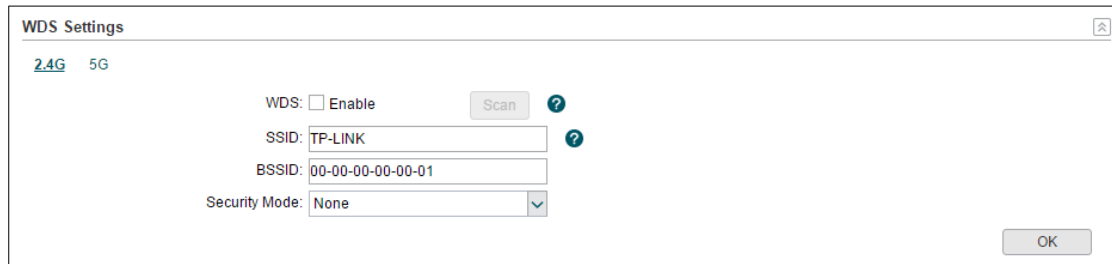 WDS Settings
2.4G 5G
WDS: Enable Scan ?
SSID: TP-LINK ?
BSSID: 00-00-00-00-00-01
Security Mode: None
OK